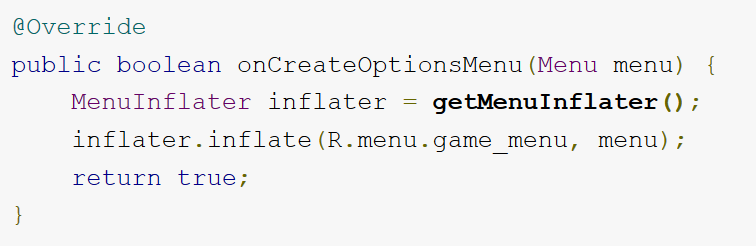 @Override
public boolean onCreateOptionsMenu(Menu menu) {
    MenuInflater inflater = getMenuInflater();
    inflater.inflate(R.menu.game_menu, menu);
    return true;
}